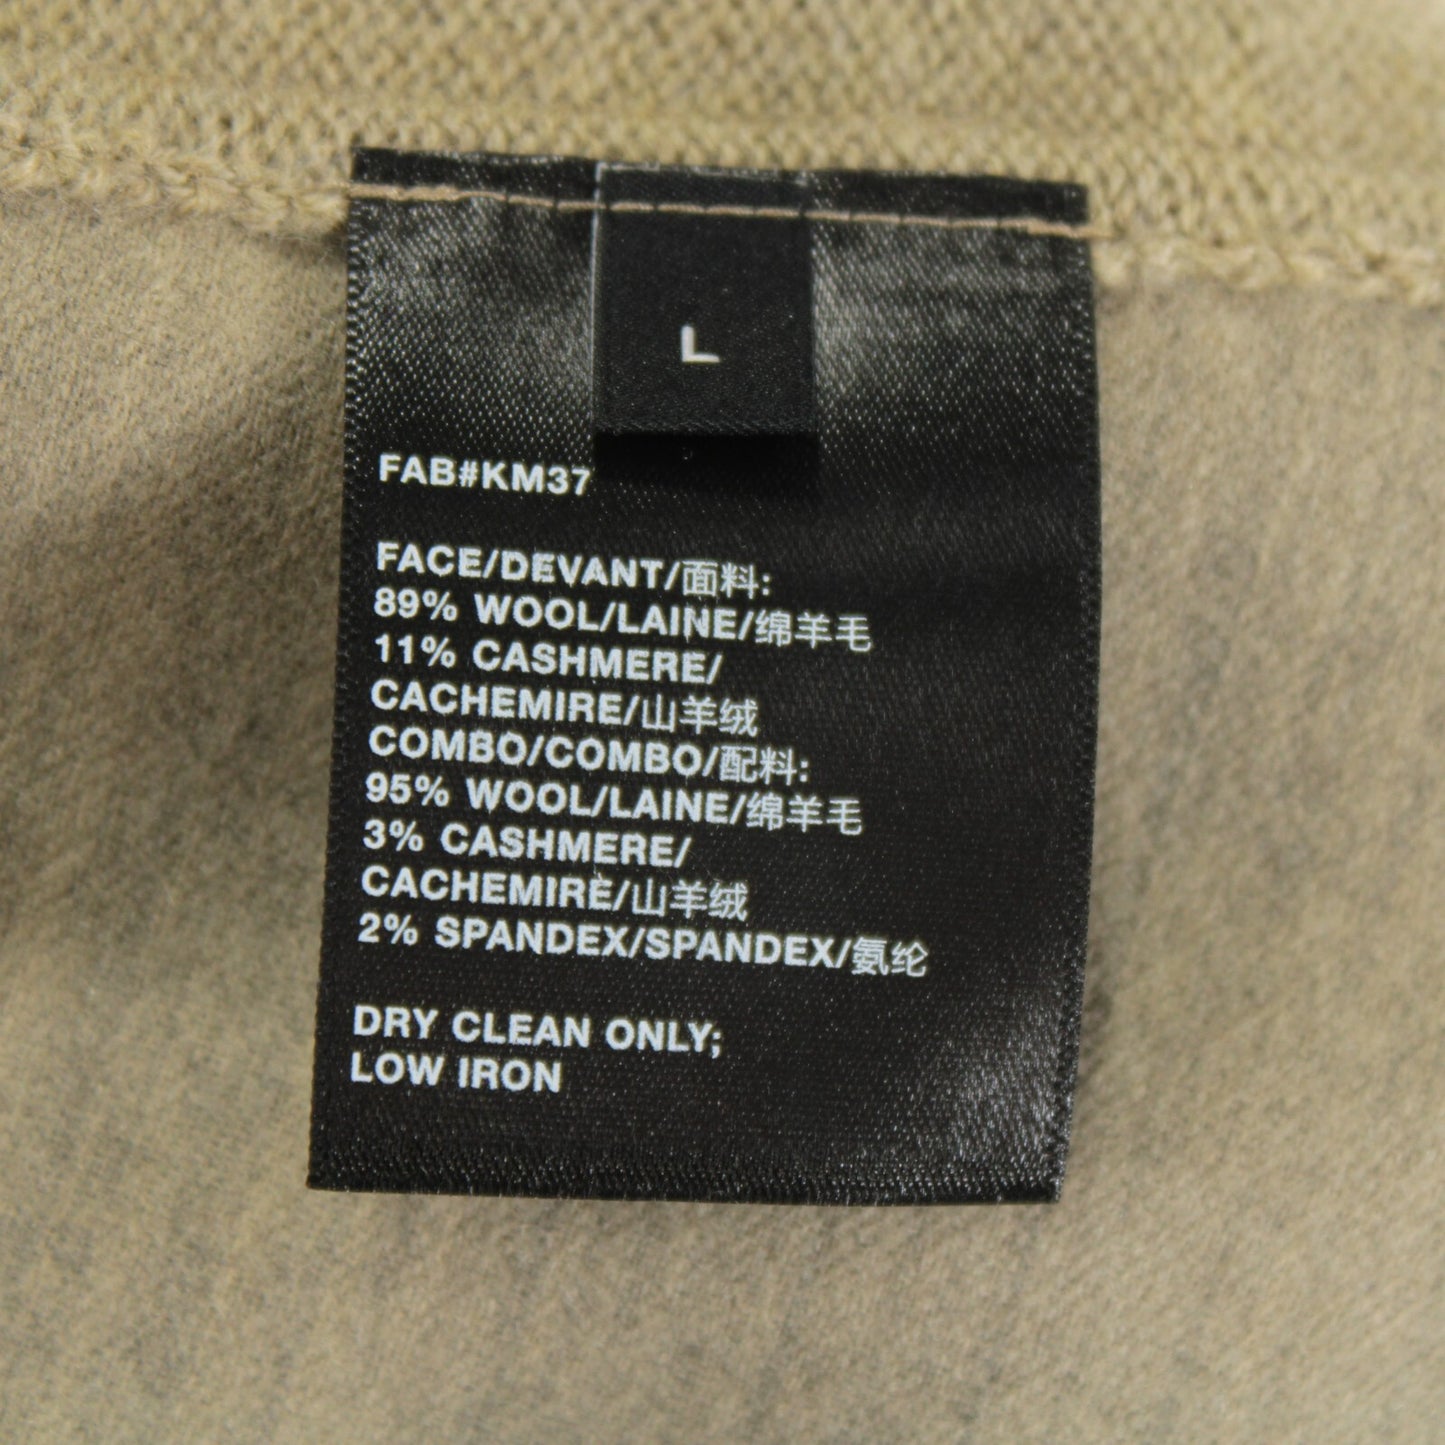 L
FAB#KM37
FACE/DEVANT/面料:
89% WOOL/LAINE/绵羊毛
11% CASHMERE/
CACHEMIRE/山羊绒
COMBO/COMBO/配料:
95% WOOL/LAINE/绵羊毛
3% CASHMERE/
CACHEMIRE/山羊绒
2% SPANDEX/SPANDEX/氨纶
DRY CLEAN ONLY;
LOW IRON